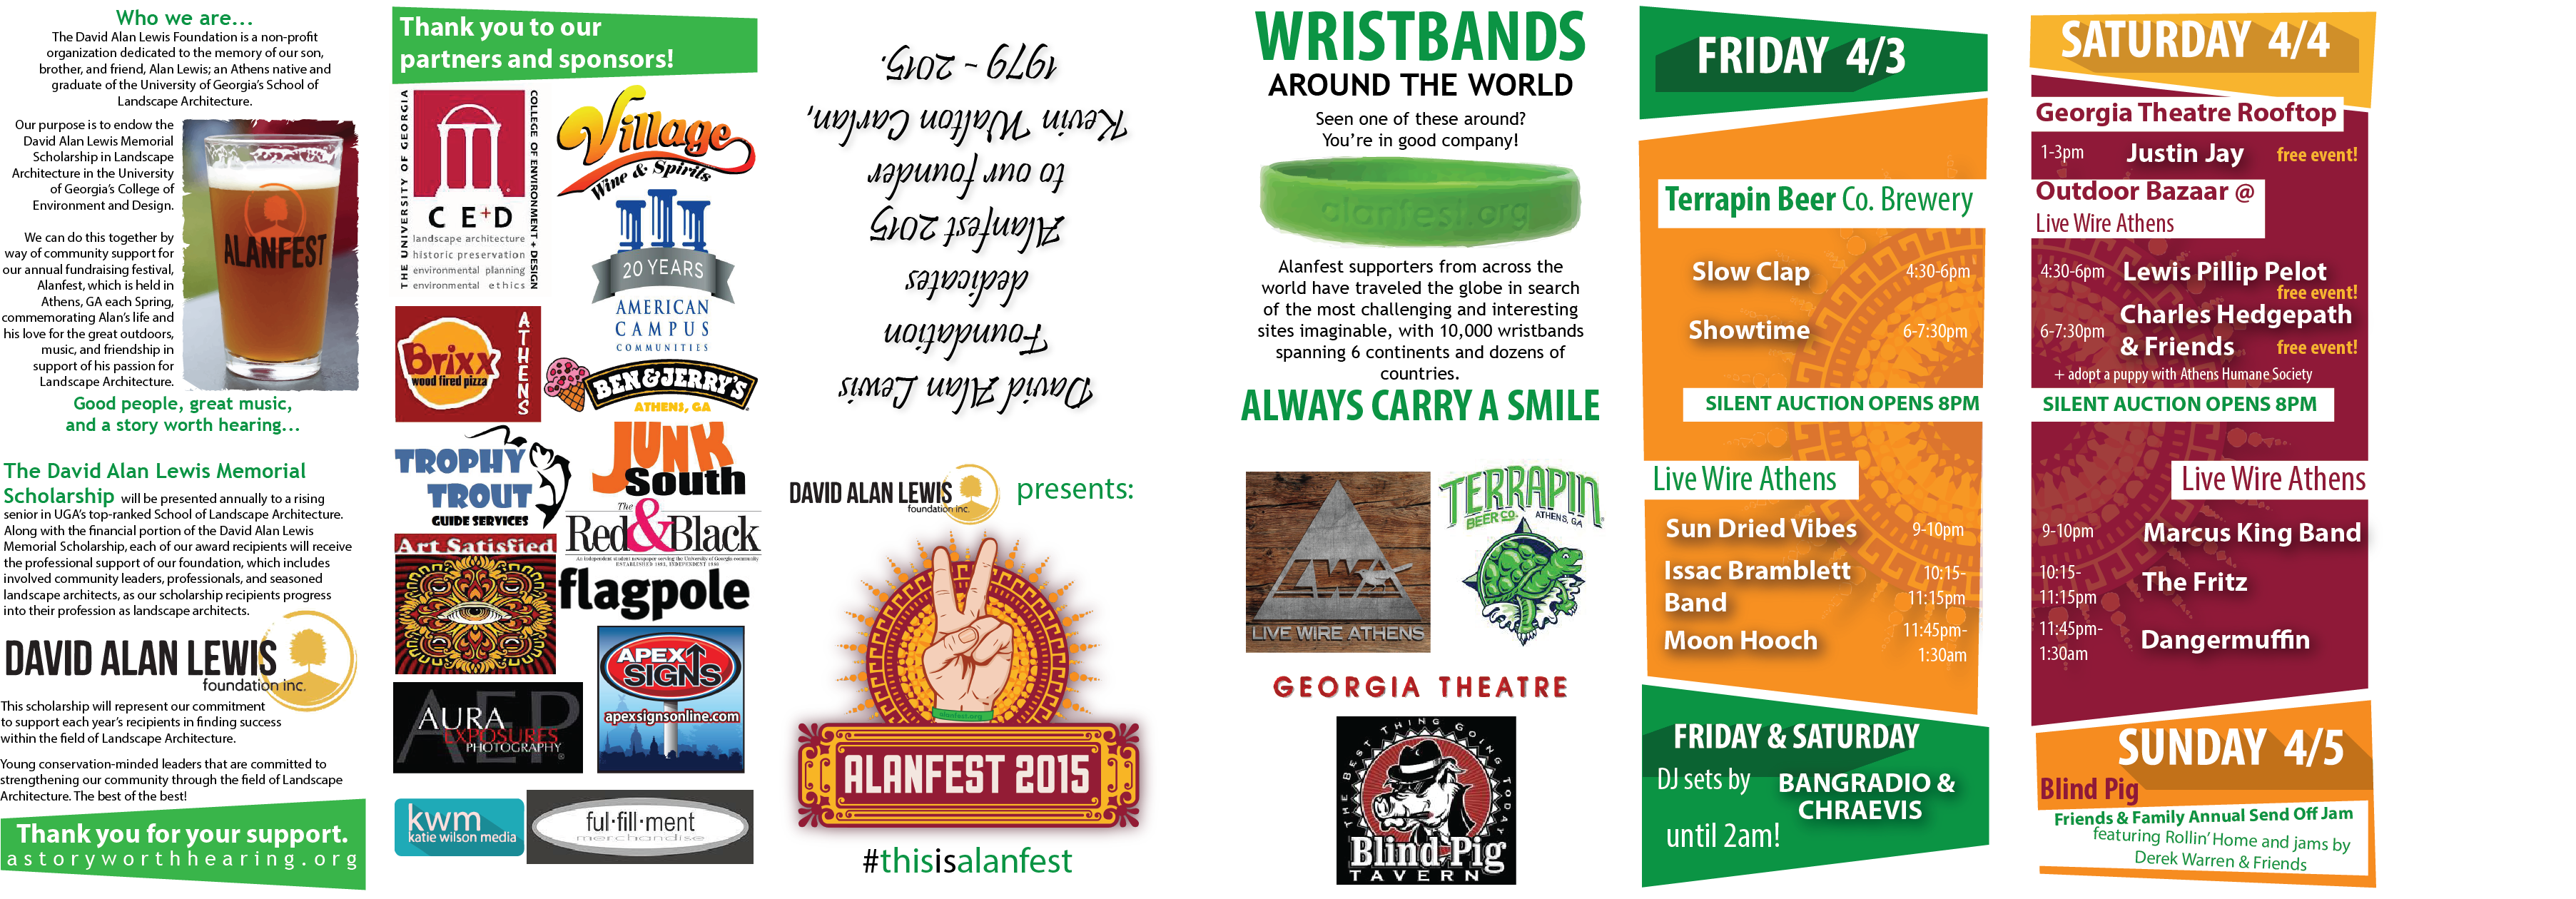 Who we are...
The David Alan Lewis Foundation is a non-profit
organization dedicated to the memory of our son,
brother, and friend, Alan Lewis; an Athens native and
graduate of the University of Georgia's School of
Landscape Architecture.
Our purpose is to endow the
David Alan Lewis Memorial
Scholarship in Landscape
Architecture in the University
of Georgia's College of
Environment and Design.
We can do this together by
way of community support for
our annual fundraising festival,
Alanfest, which is held in
Athens, GA each Spring,
commemorating Alan's life and
his love for the great outdoors,
music, and friendship in
support of his passion for
Landscape Architecture.
ALANFEST
Good people, great music,
and a story worth hearing...
The David Alan Lewis Memorial
Scholarship will be presented annually to a rising
senior in UGA's top-ranked School of Landscape Architecture.
Along with the financial portion of the David Alan Lewis
Memorial Scholarship, each of our award recipients will receive
the professional support of our foundation, which includes
involved community leaders, professionals, and seasoned
landscape architects, as our scholarship recipients progress
into their profession as landscape architects.
DAVID ALAN LEWIS
foundation inc.
This scholarship will represent our commitment
to support each year's recipients in finding success
within the field of Landscape Architecture.
Young conservation-minded leaders that are committed to
strengthening our community through the field of Landscape
Architecture. The best of the best!
Thank you for your support.
astoryworthhearing.org
Thank you to our
partners and sponsors!
THE UNIVERSITY OF GEORGIA
COLLEGE OF ENVIRONMENT + DESIGN
C E+D
landscape architecture
historic preservation
environmental planning
environmental ethics
Village
Wine & Spirits
20 YEARS
AMERICAN
CAMPUS
COMMUNITIES
Brixx
wood fired pizza
ATHENS
BEN & JERRY'S
ATHENS, GA
TROPHY
TROUT
GUIDE SERVICES
JUNK
South
The
Red&Black
An independent student newspaper serving the University of Georgia community
ESTABLISHED 1893, INDEPENDENT 1980
Art Satisfied
flagpole
APEX
SIGNS
apexsignsonline.com
AEP
AURA
EXPOSURES
PHOTOGRAPHY
kwm
katie wilson media
ful·fill·ment
merchandise
David Alan Lewis
Foundation
dedicates
Alanfest 2015
to our founder
Kevin Walton Carlan,
1979 - 2015.
DAVID ALAN LEWIS
foundation inc.
presents:
alanfest.org
ALANFEST 2015
#thisisalanfest
WRISTBANDS
AROUND THE WORLD
Seen one of these around?
You're in good company!
alanfest.org
Alanfest supporters from across the
world have traveled the globe in search
of the most challenging and interesting
sites imaginable, with 10,000 wristbands
spanning 6 continents and dozens of
countries.
ALWAYS CARRY A SMILE
LIVE WIRE ATHENS
TERRAPIN
BEER CO. ATHENS, GA
GEORGIA THEATRE
THE BEST THING GOING TODAY
Blind Pig
TAVERN
FRIDAY 4/3
Terrapin Beer Co. Brewery
Slow Clap 4:30-6pm
Showtime 6-7:30pm
SILENT AUCTION OPENS 8PM
Live Wire Athens
Sun Dried Vibes 9-10pm
Issac Bramblett 10:15-
Band 11:15pm
Moon Hooch 11:45pm-
1:30am
FRIDAY & SATURDAY
DJ sets by BANGRADIO &
CHRAEVIS
until 2am!
SATURDAY 4/4
Georgia Theatre Rooftop
1-3pm Justin Jay free event!
Outdoor Bazaar @
Live Wire Athens
4:30-6pm Lewis Pillip Pelot
free event!
Charles Hedgepath
6-7:30pm & Friends free event!
+ adopt a puppy with Athens Humane Society
SILENT AUCTION OPENS 8PM
Live Wire Athens
9-10pm Marcus King Band
10:15-
11:15pm The Fritz
11:45pm-
1:30am Dangermuffin
SUNDAY 4/5
Blind Pig
Friends & Family Annual Send Off Jam
featuring Rollin' Home and jams by
Derek Warren & Friends